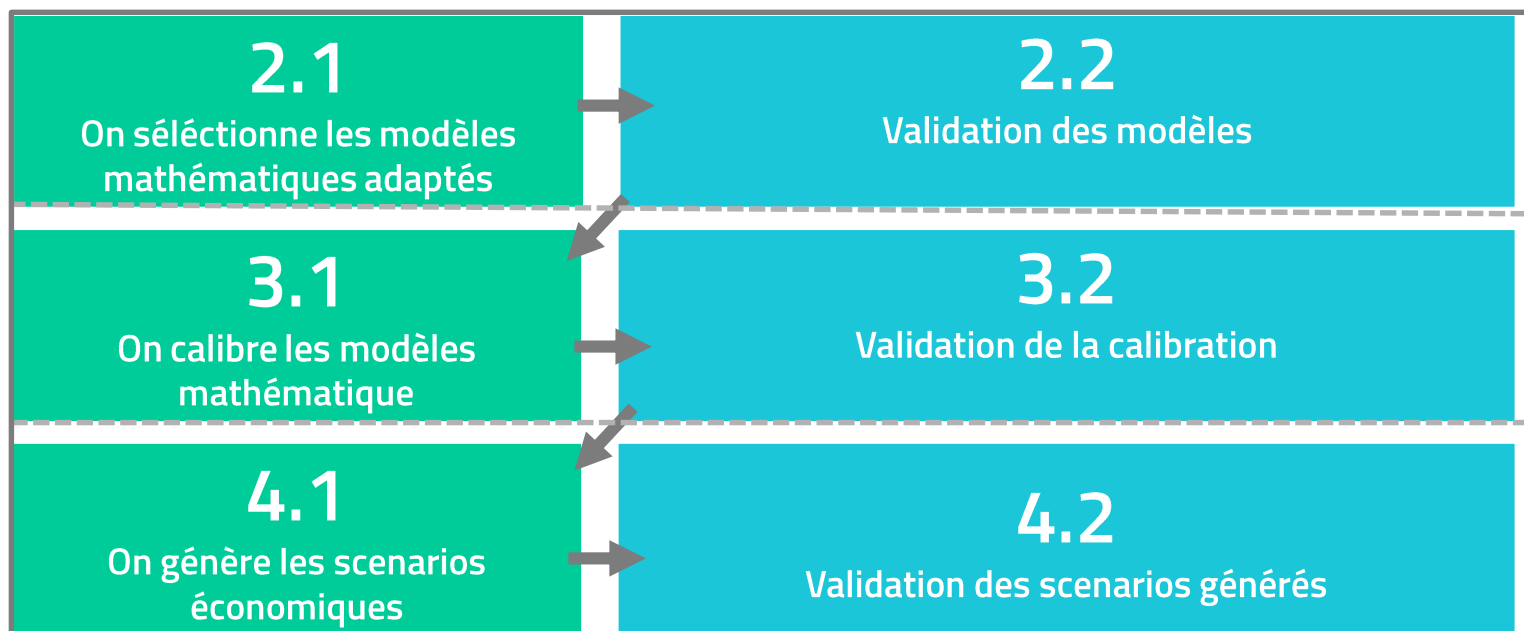 2.1
On séléctionne les modèles
mathématiques adaptés
2.2
Validation des modèles
3.1
On calibre les modèles
mathématique
3.2
Validation de la calibration
4.1
On génère les scenarios
économiques
4.2
Validation des scenarios générés